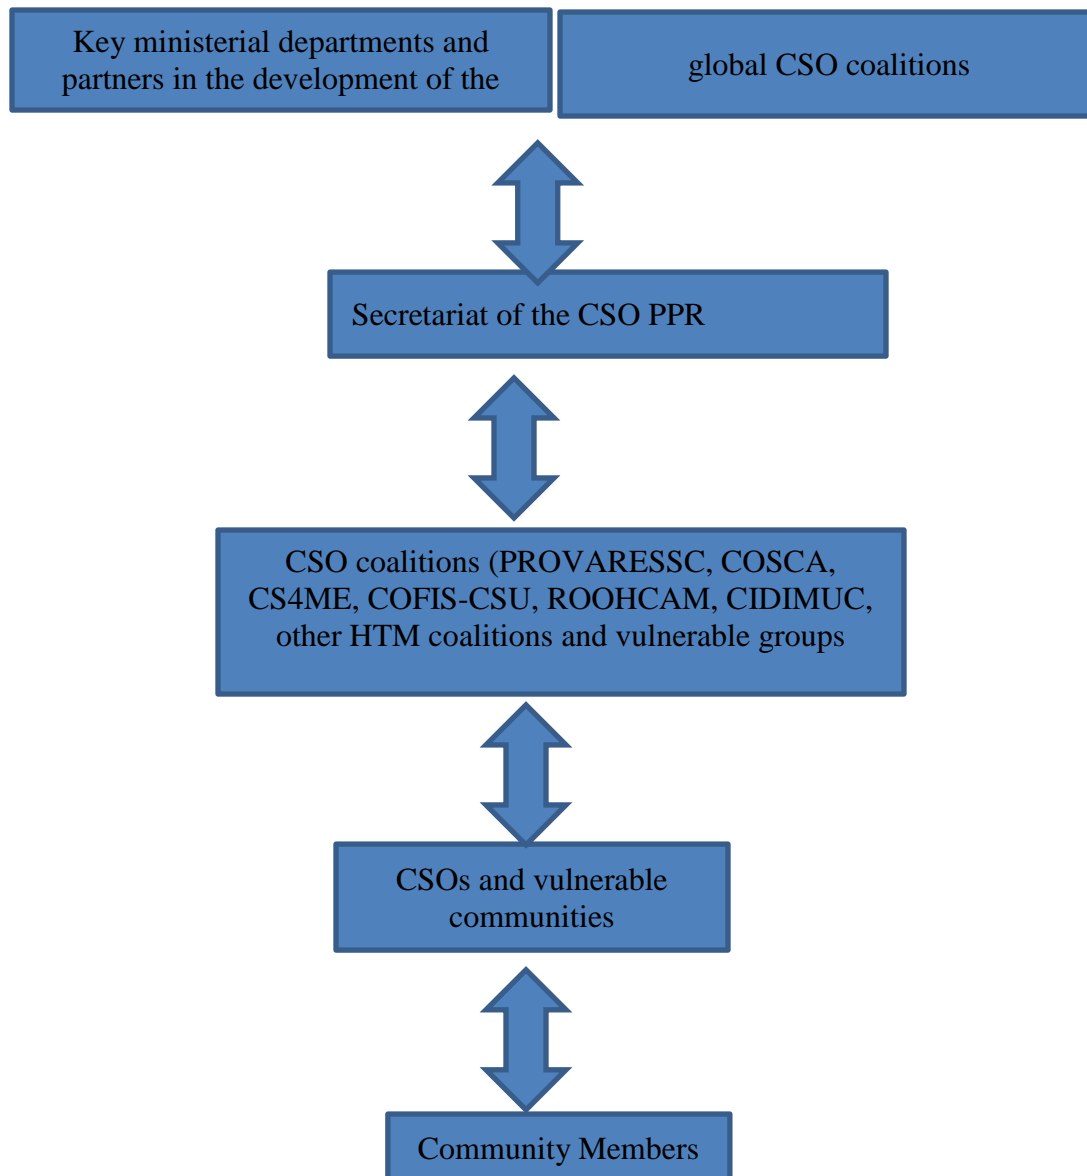 Key ministerial departments and
partners in the development of the
global CSO coalitions
Secretariat of the CSO PPR
CSO coalitions (PROVARESSC, COSCA,
CS4ME, COFIS-CSU, ROOHCAM, CIDIMUC,
other HTM coalitions and vulnerable groups
CSOs and vulnerable
communities
Community Members